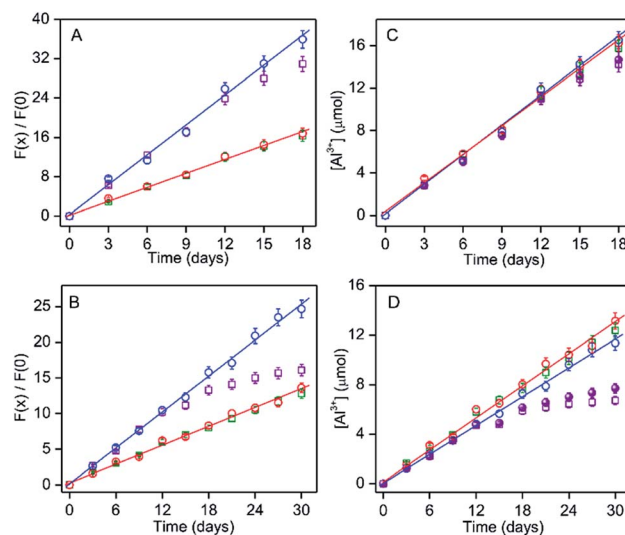 A
F(x) / F(0)
40
32
24
16
8
0
0 3 6 9 12 15 18
Time (days)
C
[Al³⁺] (μmol)
16
12
8
4
0
0 3 6 9 12 15 18
Time (days)
B
F(x) / F(0)
25
20
15
10
5
0
0 6 12 18 24 30
Time (days)
D
[Al³⁺] (μmol)
16
12
8
4
0
0 6 12 18 24 30
Time (days)